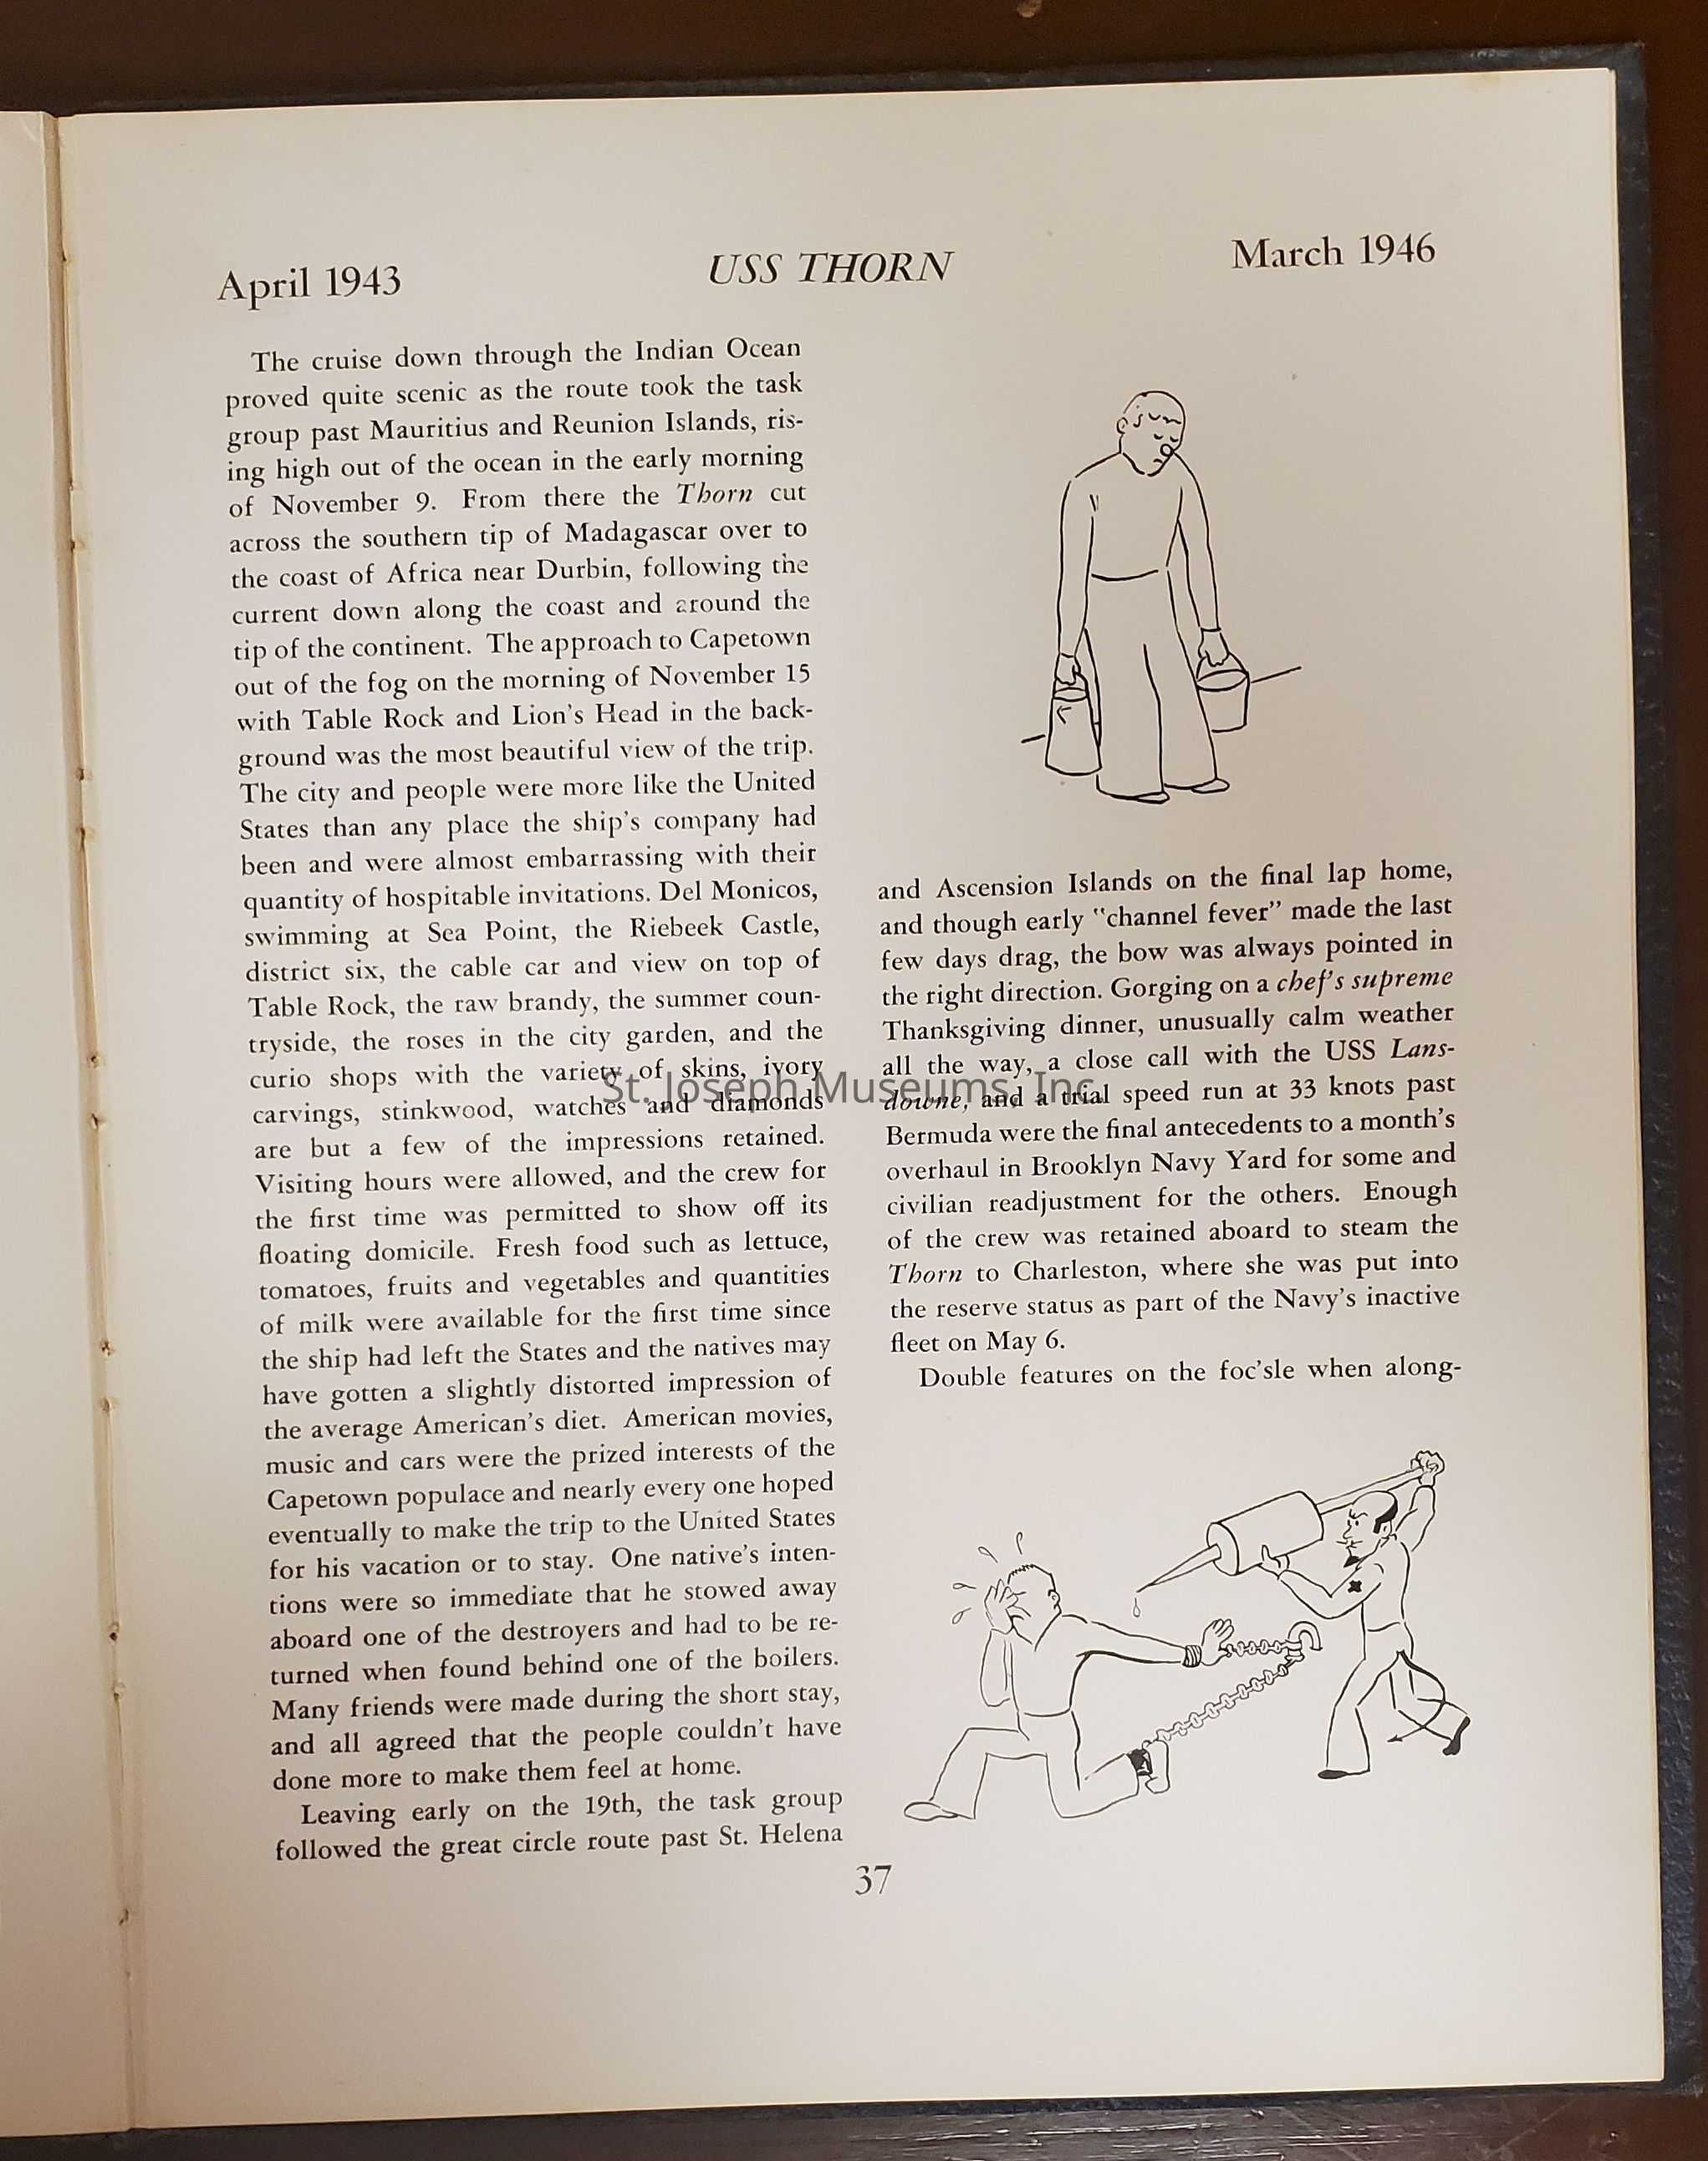 April 1943
USS THORN
March 1946
The cruise down through the Indian Ocean
proved quite scenic as the route took the task
group past Mauritius and Reunion Islands, ris-
ing high out of the ocean in the early morning
of November 9. From there the Thorn cut
across the southern tip of Madagascar over to
the coast of Africa near Durbin, following the
current down along the coast and around the
tip of the continent. The approach to Capetown
out of the fog on the morning of November 15
with Table Rock and Lion's Head in the back-
ground was the most beautiful view of the trip.
The city and people were more like the United
States than any place the ship's company had
been and were almost embarrassing with their
quantity of hospitable invitations. Del Monicos,
swimming at Sea Point, the Riebeek Castle,
district six, the cable car and view on top of
Table Rock, the raw brandy, the summer coun-
tryside, the roses in the city garden, and the
curio shops with the variety of skins, ivory
carvings, stinkwood, watches and diamonds
are but a few of the impressions retained.
Visiting hours were allowed, and the crew for
the first time was permitted to show off its
floating domicile. Fresh food such as lettuce,
tomatoes, fruits and vegetables and quantities
of milk were available for the first time since
the ship had left the States and the natives may
have gotten a slightly distorted impression of
the average American's diet. American movies,
music and cars were the prized interests of the
Capetown populace and nearly every one hoped
eventually to make the trip to the United States
for his vacation or to stay. One native's inten-
tions were so immediate that he stowed away
aboard one of the destroyers and had to be re-
turned when found behind one of the boilers.
Many friends were made during the short stay,
and all agreed that the people couldn't have
done more to make them feel at home.
Leaving early on the 19th, the task group
followed the great circle route past St. Helena
and Ascension Islands on the final lap home,
and though early "channel fever" made the last
few days drag, the bow was always pointed in
the right direction. Gorging on a chef's supreme
Thanksgiving dinner, unusually calm weather
all the way, a close call with the USS Lans-
downe, and a trial speed run at 33 knots past
Bermuda were the final antecedents to a month's
overhaul in Brooklyn Navy Yard for some and
civilian readjustment for the others. Enough
of the crew was retained aboard to steam the
Thorn to Charleston, where she was put into
the reserve status as part of the Navy's inactive
fleet on May 6.
Double features on the foc'sle when along-
37
St. Joseph Museums, Inc.